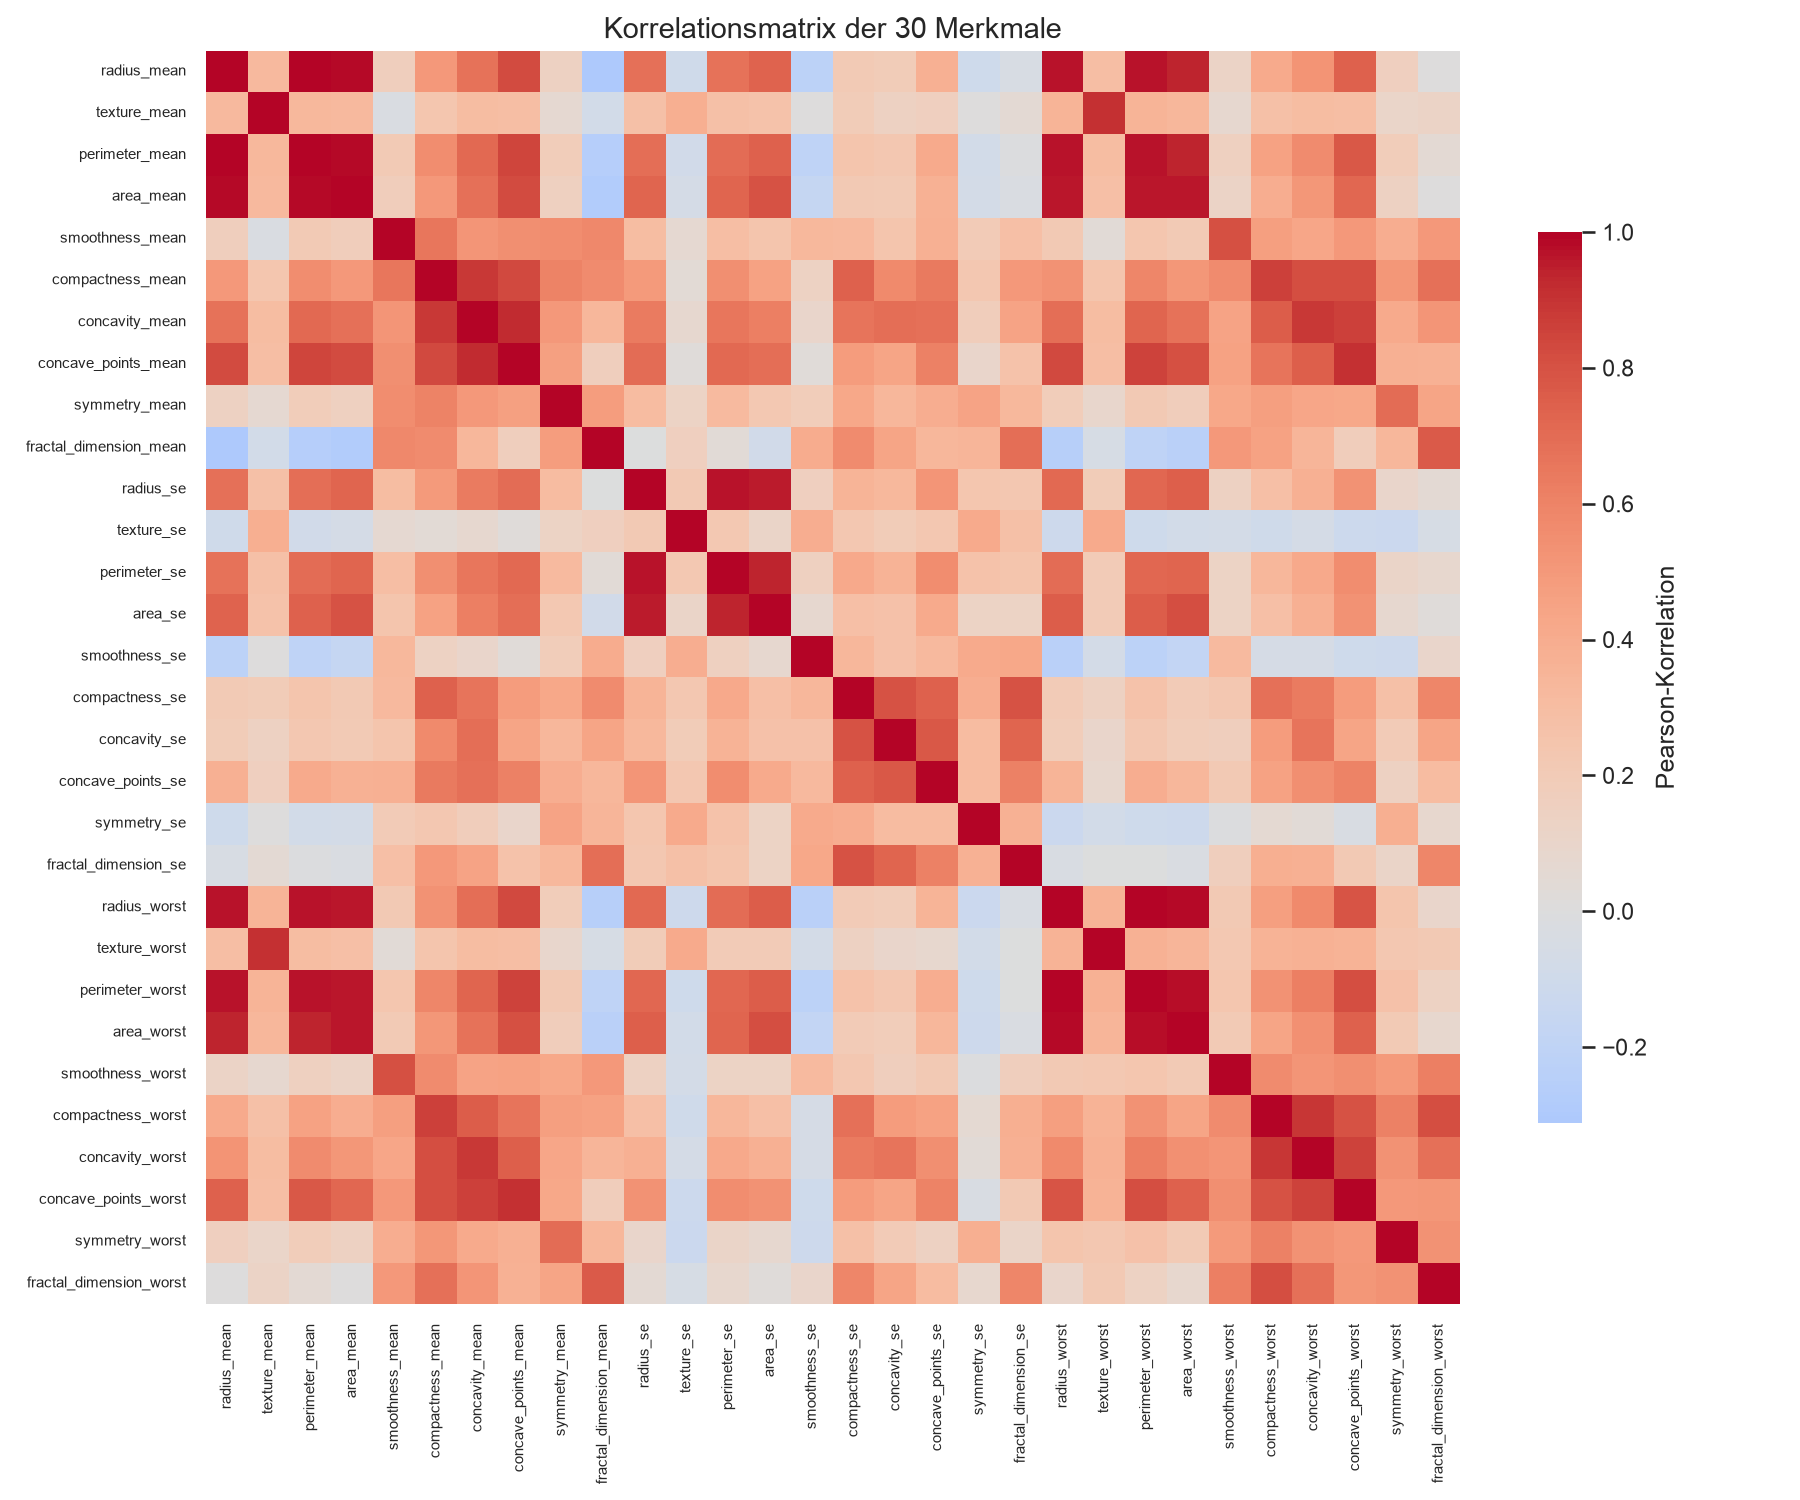 Korrelationsmatrix der 30 Merkmale
radius_mean
texture_mean
perimeter_mean
area_mean
smoothness_mean
compactness_mean
concavity_mean
concave_points_mean
symmetry_mean
fractal_dimension_mean
radius_se
texture_se
perimeter_se
area_se
smoothness_se
compactness_se
concavity_se
concave_points_se
symmetry_se
fractal_dimension_se
radius_worst
texture_worst
perimeter_worst
area_worst
smoothness_worst
compactness_worst
concavity_worst
concave_points_worst
symmetry_worst
fractal_dimension_worst
radius_mean
texture_mean
perimeter_mean
area_mean
smoothness_mean
compactness_mean
concavity_mean
concave_points_mean
symmetry_mean
fractal_dimension_mean
radius_se
texture_se
perimeter_se
area_se
smoothness_se
compactness_se
concavity_se
concave_points_se
symmetry_se
fractal_dimension_se
radius_worst
texture_worst
perimeter_worst
area_worst
smoothness_worst
compactness_worst
concavity_worst
concave_points_worst
symmetry_worst
fractal_dimension_worst
1.0
0.8
0.6
0.4
0.2
0.0
−0.2
Pearson-Korrelation